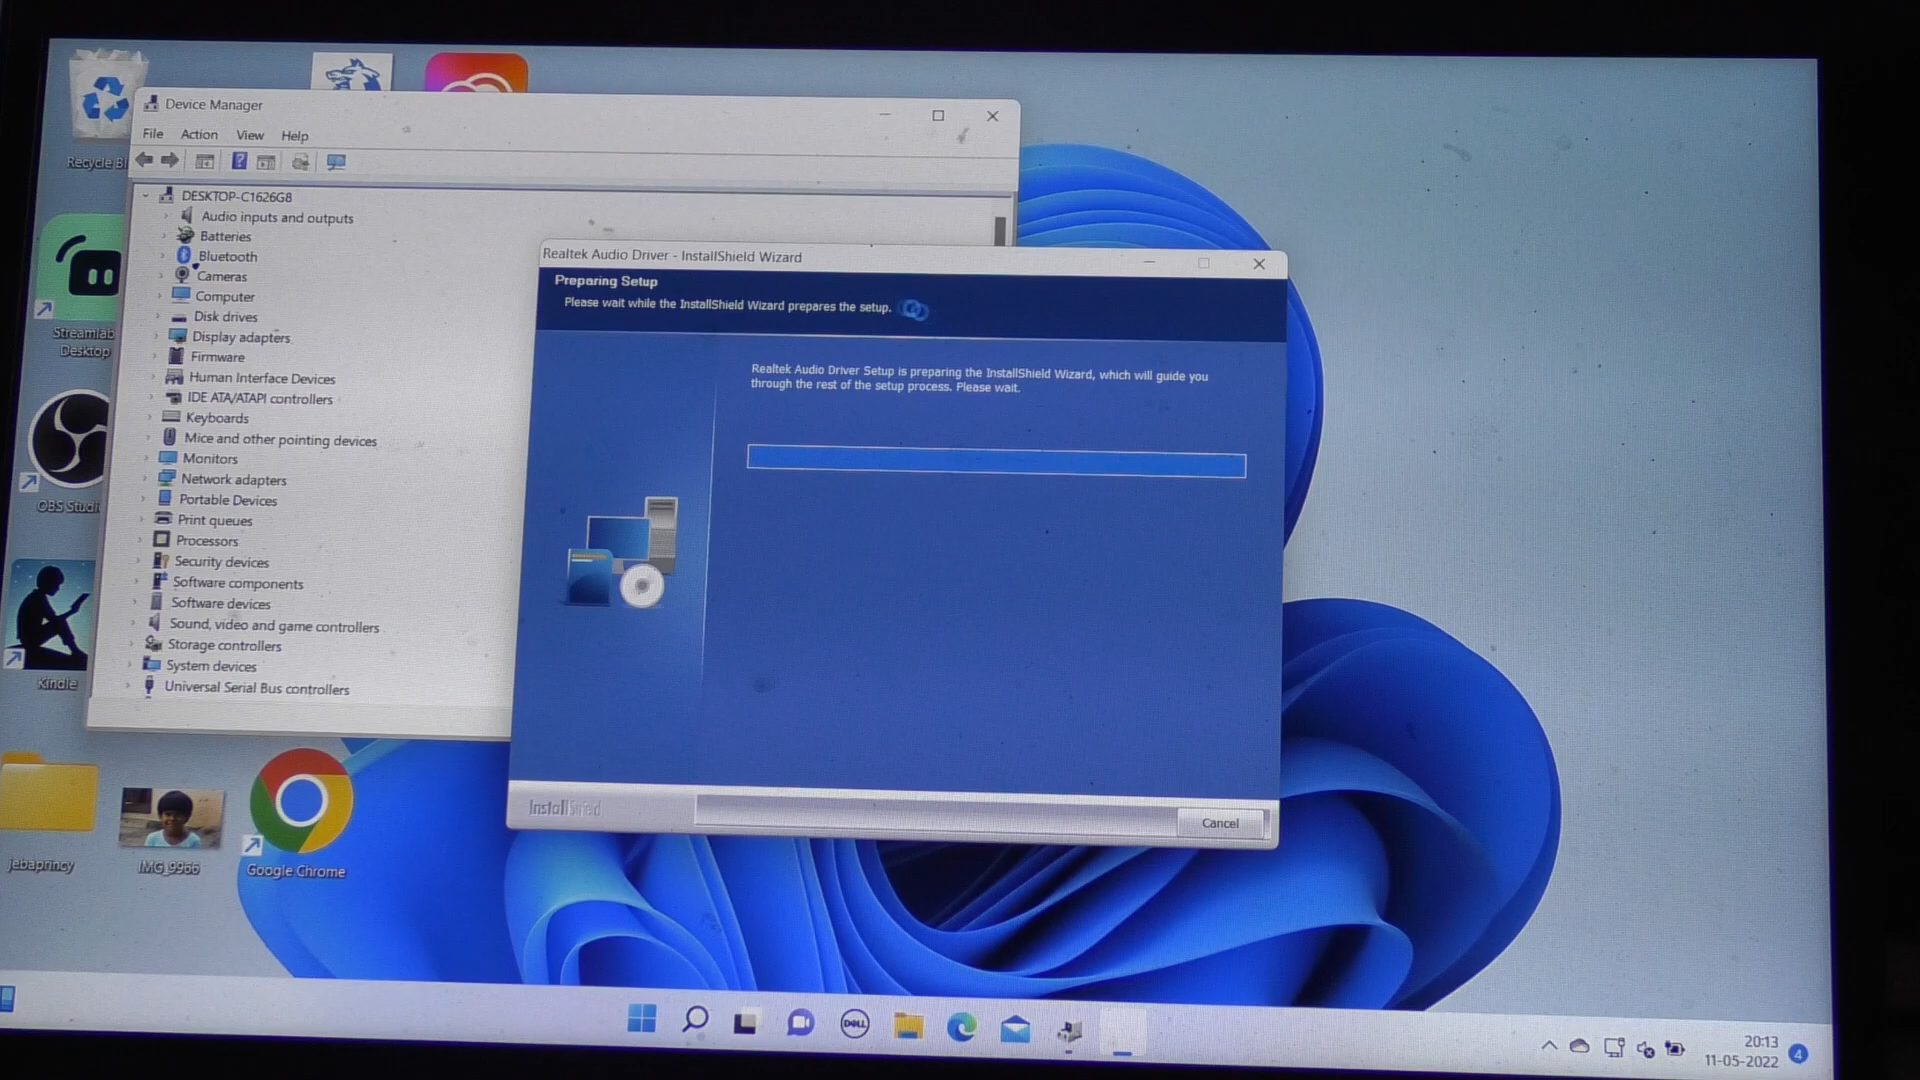 Recycle Bi
Device Manager
File Action View Help
DESKTOP-C1626G8
Audio inputs and outputs
Batteries
Bluetooth
Cameras
Computer
Disk drives
Display adapters
Firmware
Human Interface Devices
IDE ATA/ATAPI controllers
Keyboards
Mice and other pointing devices
Monitors
Network adapters
Portable Devices
Print queues
Processors
Security devices
Software components
Software devices
Sound, video and game controllers
Storage controllers
System devices
Universal Serial Bus controllers
Realtek Audio Driver - InstallShield Wizard
Preparing Setup
Please wait while the InstallShield Wizard prepares the setup.
Realtek Audio Driver Setup is preparing the InstallShield Wizard, which will guide you
through the rest of the setup process. Please wait.
InstallShield
Cancel
Streamlab
Desktop
OBS Studi
Kindle
jebaprincy
IMG_9966
Google Chrome
DELL
20:13
11-05-2022
4